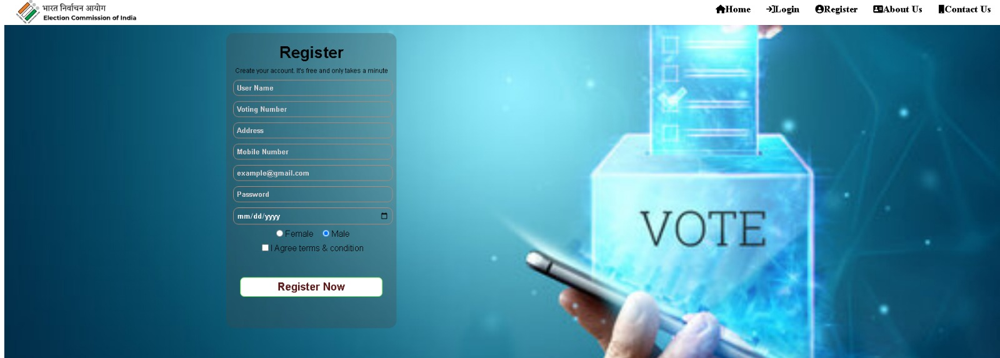 भारत निर्वाचन आयोग
Election Commission of India
Home Login Register About Us Contact Us
Register
Create your account. It's free and only takes a minute
User Name
Voting Number
Address
Mobile Number
example@gmail.com
Password
mm/dd/yyyy
Female Male
I Agree terms & condition
Register Now
VOTE